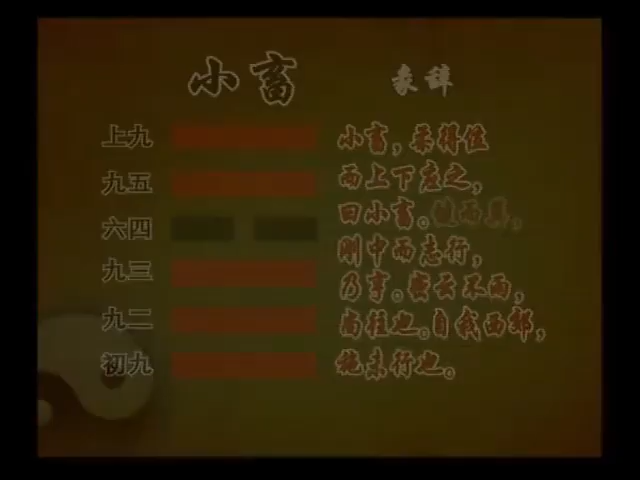 小畜
彖辞
上九
九五
六四
九三
九二
初九
小畜，柔得位
而上下应之，
曰小畜。健而巽，
刚中而志行，
乃亨。密云不雨，
尚往也。自我西郊，
施未行也。